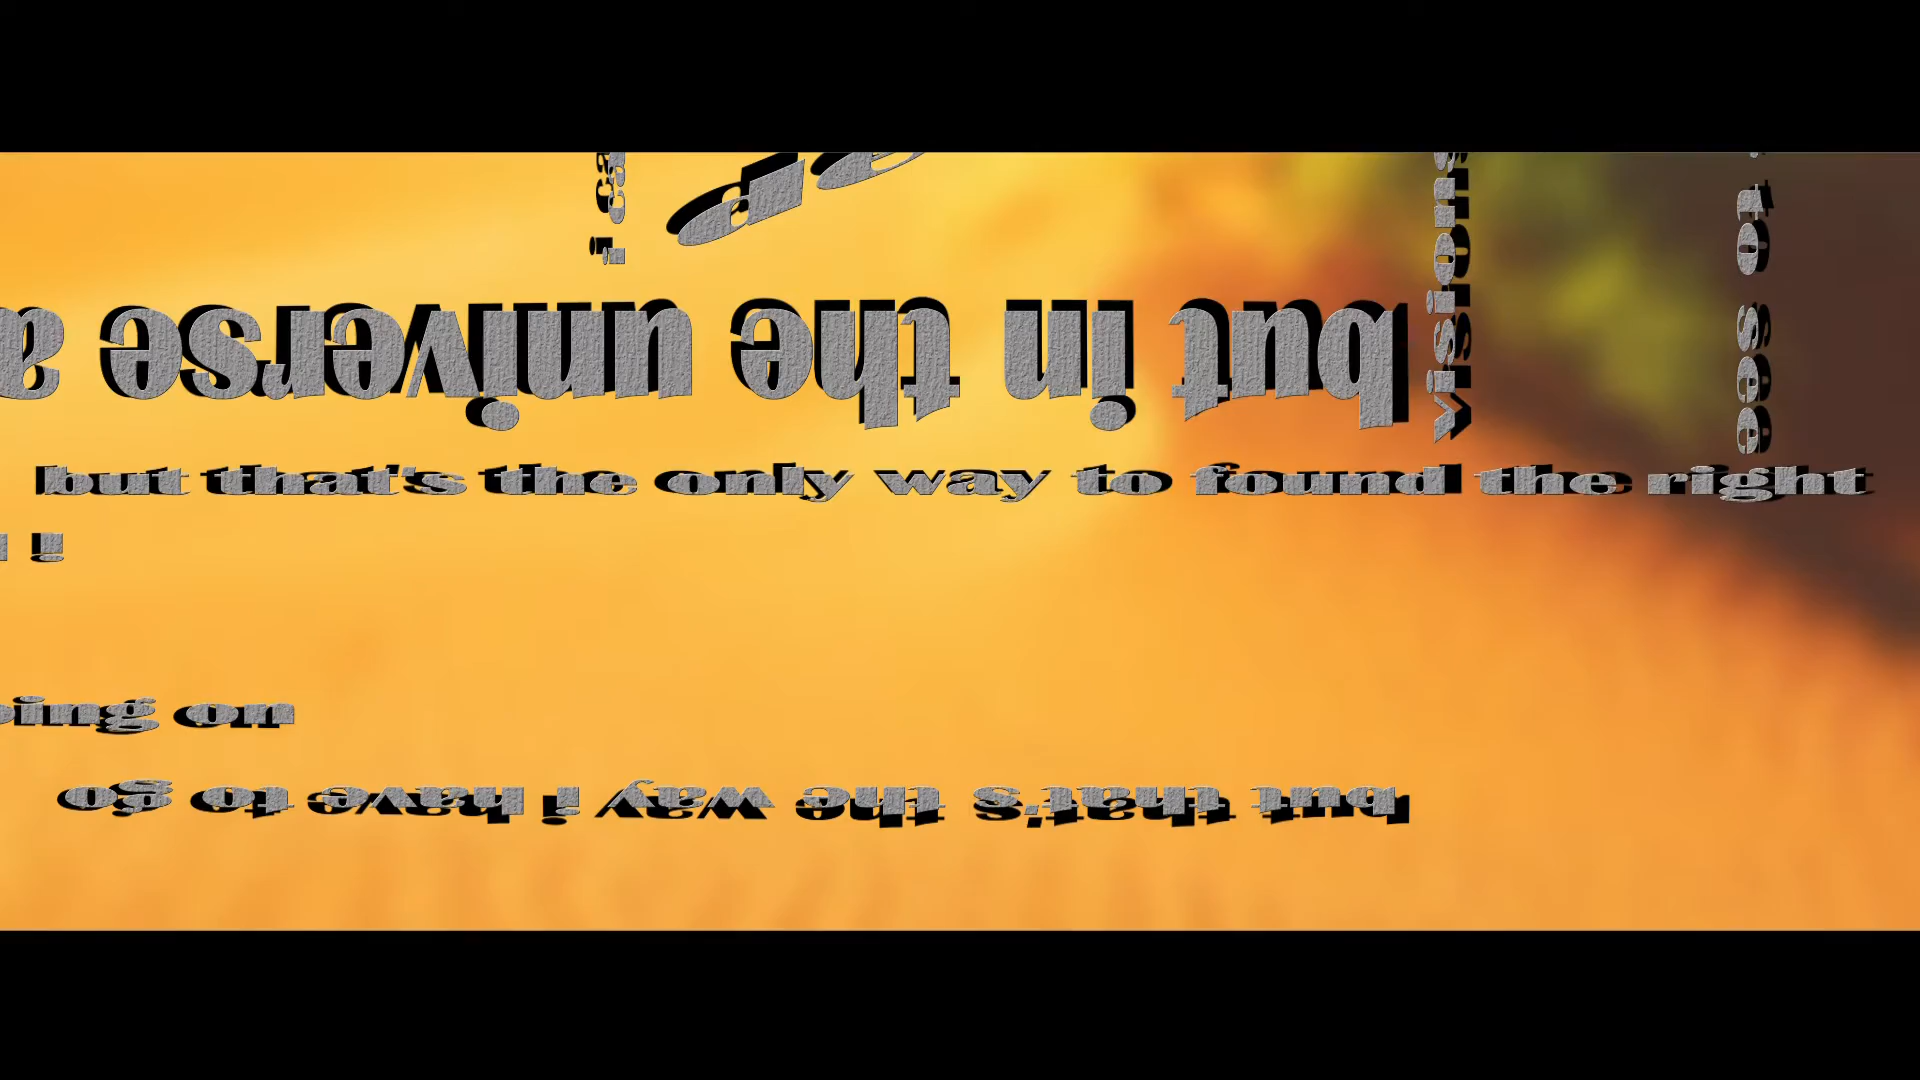 but in the universe a
but that's the only way to found the right
!
on
but that's the way i have to go
visions
to see
i ca